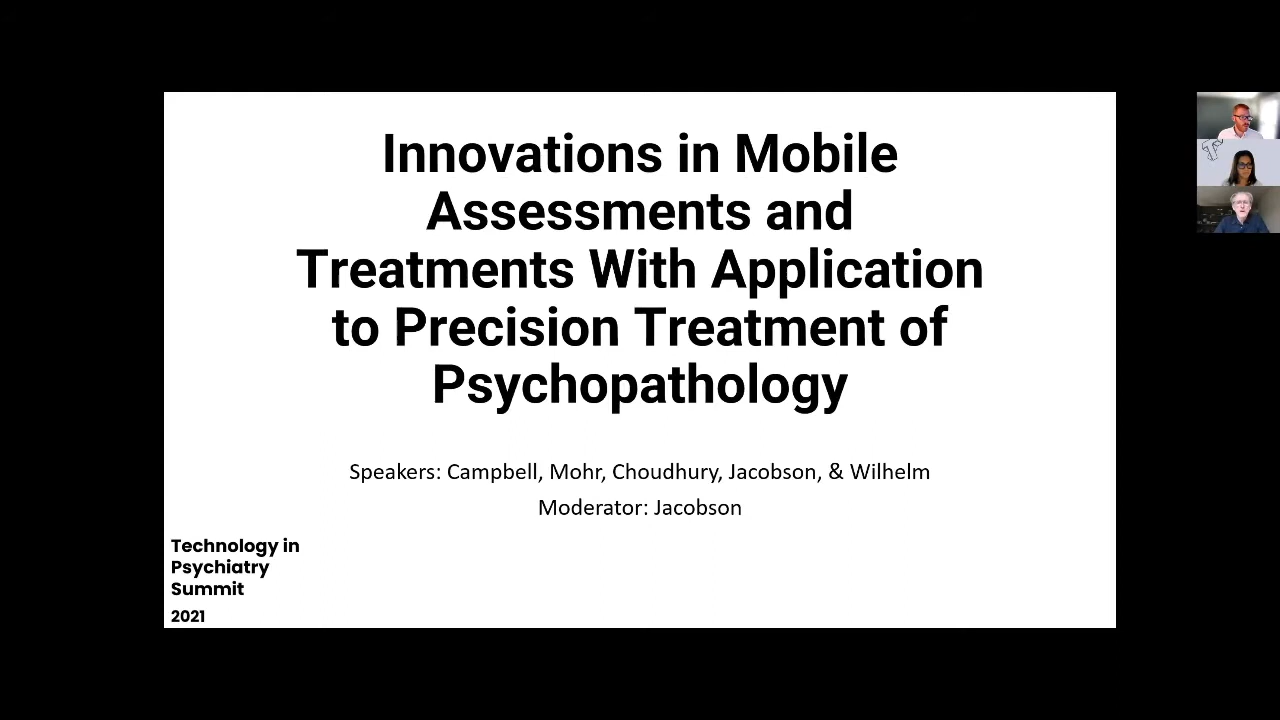 Innovations in Mobile
Assessments and
Treatments With Application
to Precision Treatment of
Psychopathology
Speakers: Campbell, Mohr, Choudhury, Jacobson, & Wilhelm
Moderator: Jacobson
Technology in
Psychiatry
Summit
2021